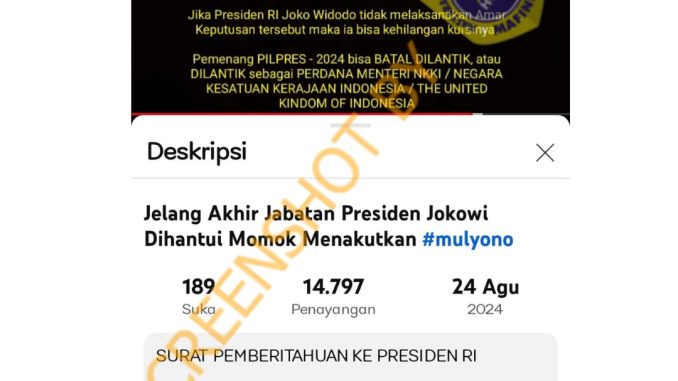 Jika Presiden RI Joko Widodo tidak melaksanakan Amar
Keputusan tersebut maka ia bisa kehilangan kursinya
Pemenang PILPRES - 2024 bisa BATAL DILANTIK, atau
DILANTIK sebagai PERDANA MENTERI NKKI / NEGARA
KESATUAN KERAJAAN INDONESIA / THE UNITED
KINDOM OF INDONESIA
Deskripsi
Jelang Akhir Jabatan Presiden Jokowi
Dihantui Momok Menakutkan #mulyono
189 14.797 24 Agu
Suka Penayangan 2024
SURAT PEMBERITAHUAN KE PRESIDEN RI
SCREENSHOT BY